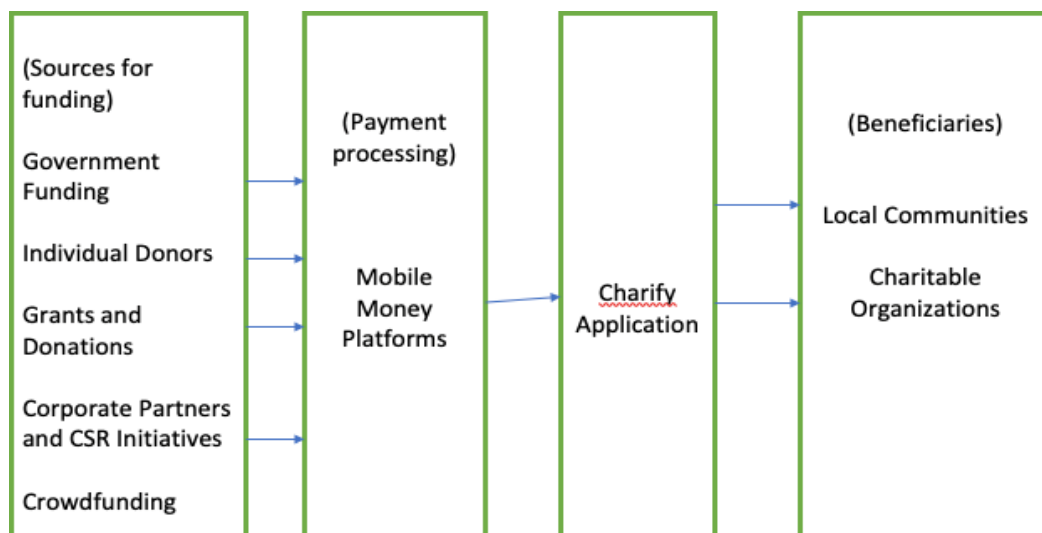 (Sources for
funding)
Government
Funding
Individual Donors
Grants and
Donations
Corporate Partners
and CSR Initiatives
Crowdfunding
(Payment
processing)
Mobile
Money
Platforms
Charify
Application
(Beneficiaries)
Local Communities
Charitable
Organizations